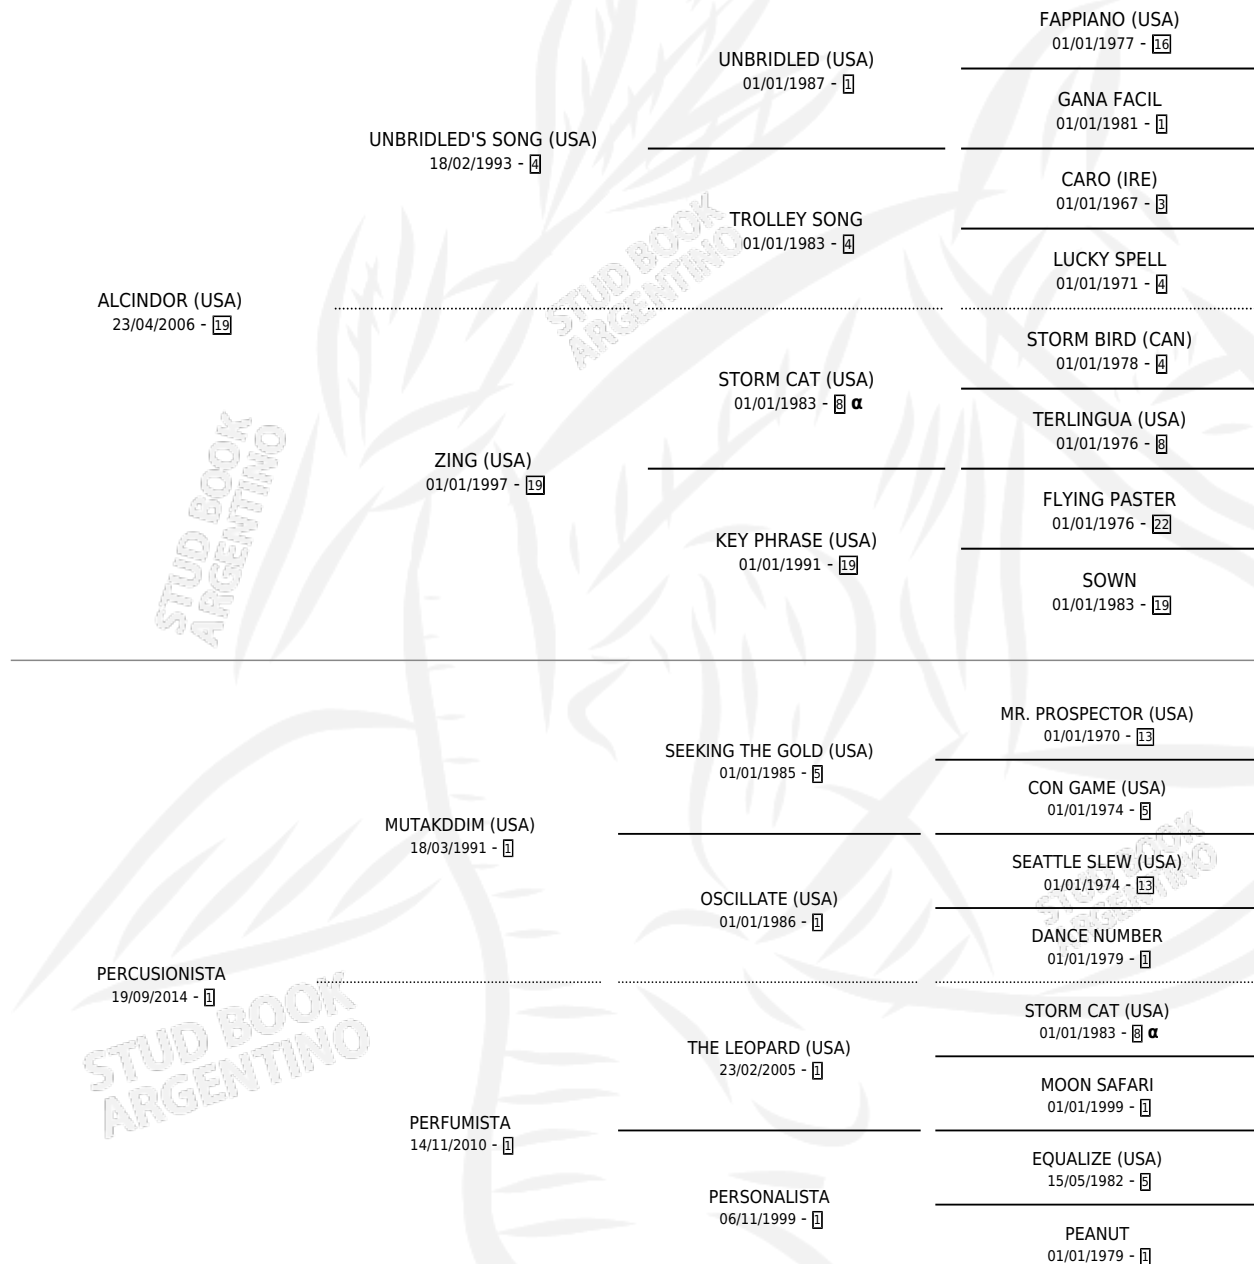 FAPPIANO (USA)
01/01/1977 - 16
UNBRIDLED (USA)
01/01/1987 - 1
GANA FACIL
01/01/1981 - 1
UNBRIDLED'S SONG (USA)
18/02/1993 - 4
CARO (IRE)
01/01/1967 - 3
TROLLEY SONG
01/01/1983 - 4
LUCKY SPELL
01/01/1971 - 4
ALCINDOR (USA)
23/04/2006 - 19
STORM BIRD (CAN)
01/01/1978 - 4
STORM CAT (USA)
01/01/1983 - 8 α
TERLINGUA (USA)
01/01/1976 - 8
ZING (USA)
01/01/1997 - 19
FLYING PASTER
01/01/1976 - 22
KEY PHRASE (USA)
01/01/1991 - 19
SOWN
01/01/1983 - 19
MR. PROSPECTOR (USA)
01/01/1970 - 13
SEEKING THE GOLD (USA)
01/01/1985 - 5
CON GAME (USA)
01/01/1974 - 5
MUTAKDDIM (USA)
18/03/1991 - 1
SEATTLE SLEW (USA)
01/01/1974 - 13
OSCILLATE (USA)
01/01/1986 - 1
DANCE NUMBER
01/01/1979 - 1
PERCUSIONISTA
19/09/2014 - 1
STORM CAT (USA)
01/01/1983 - 8 α
THE LEOPARD (USA)
23/02/2005 - 1
MOON SAFARI
01/01/1999 - 1
PERFUMISTA
14/11/2010 - 1
EQUALIZE (USA)
15/05/1982 - 5
PERSONALISTA
06/11/1999 - 1
PEANUT
01/01/1979 - 1
STUD BOOK
ARGENTINO
STUD BOOK
ARGENTINO
STUD BOOK
ARGENTINO
STUD BOOK
ARGENTINO